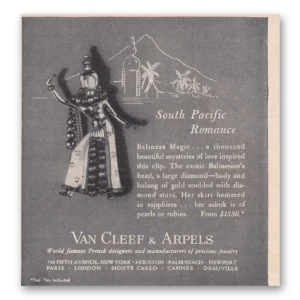 South Pacific
Romance
Balinese Magic . . . a thousand
beautiful mysteries of love inspired
this clip. The exotic Balinesian's
head, a large diamond—body and
bolang of gold studded with dia-
mond stars. Her skirt hemmed
in sapphires . . . her sabuk is of
pearls or rubies. From $1350.*
VAN CLEEF & ARPELS
World famous French designers and manufacturers of precious jewelry
744 FIFTH AVENUE, NEW YORK · HOUSTON · PALM BEACH · NEWPORT
PARIS · LONDON · MONTE CARLO · CANNES · DEAUVILLE
*Fed. Tax Included